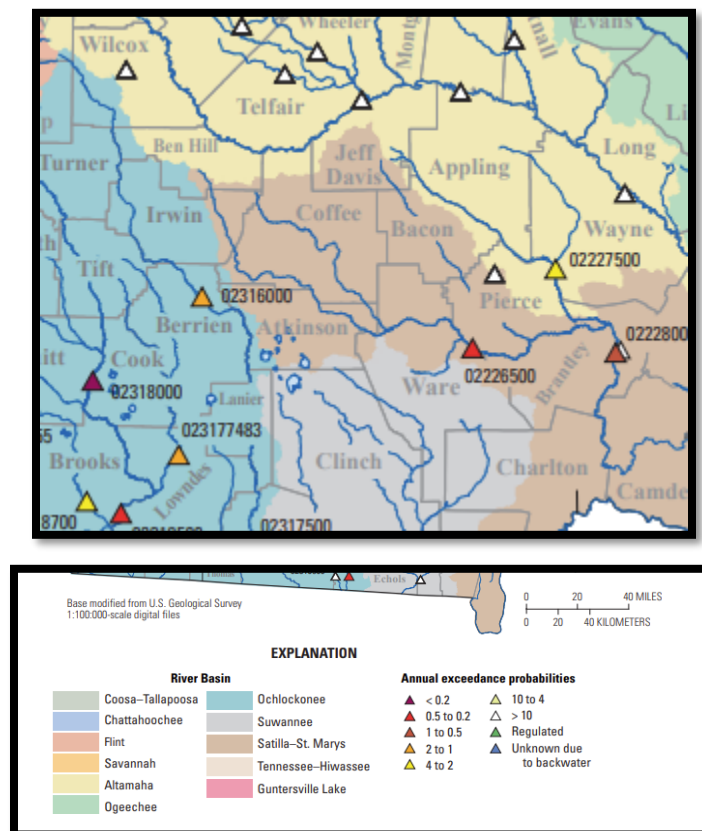 Wheeler
Evans
Wilcox
Telfair
Ben Hill
Jeff
Davis
Appling
Long
Turner
Irwin
Coffee
Bacon
Wayne
02227500
Tift
02316000
Pierce
Berrien
Atkinson
0222800
Cook
02318000
Ware
02226500
Brantley
Lanier
023177483
Brooks
Lowndes
Clinch
Charlton
Camde
8700
02317500
Echols
Base modified from U.S. Geological Survey
1:100:000-scale digital files
0 20 40 MILES
0 20 40 KILOMETERS
EXPLANATION
River Basin
Coosa–Tallapoosa
Chattahoochee
Flint
Savannah
Altamaha
Ogeechee
Ochlockonee
Suwannee
Satilla–St. Marys
Tennessee–Hiwassee
Guntersville Lake
Annual exceedance probabilities
< 0.2
0.5 to 0.2
1 to 0.5
2 to 1
4 to 2
10 to 4
> 10
Regulated
Unknown due
to backwater